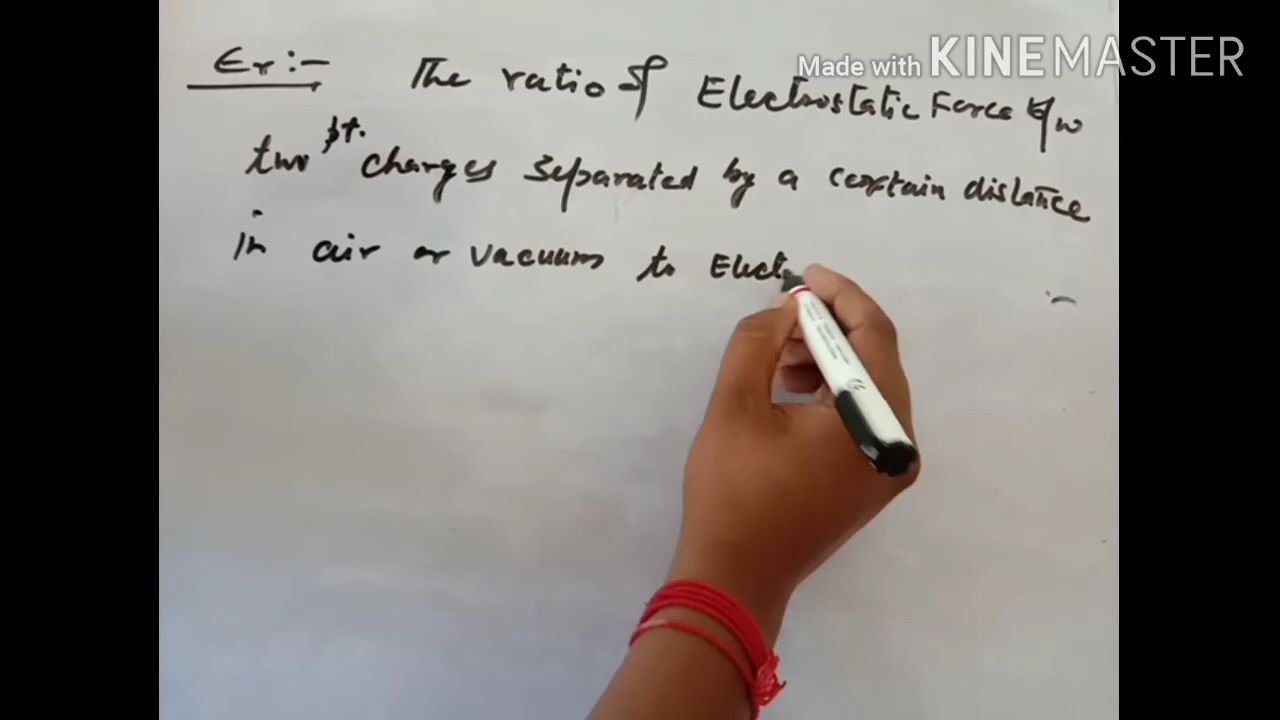 Made with KINEMASTER
Er :- The ratio of Electrostatic Force b/w
two pt. charges separated by a certain distance
in air or vacuum to Elect